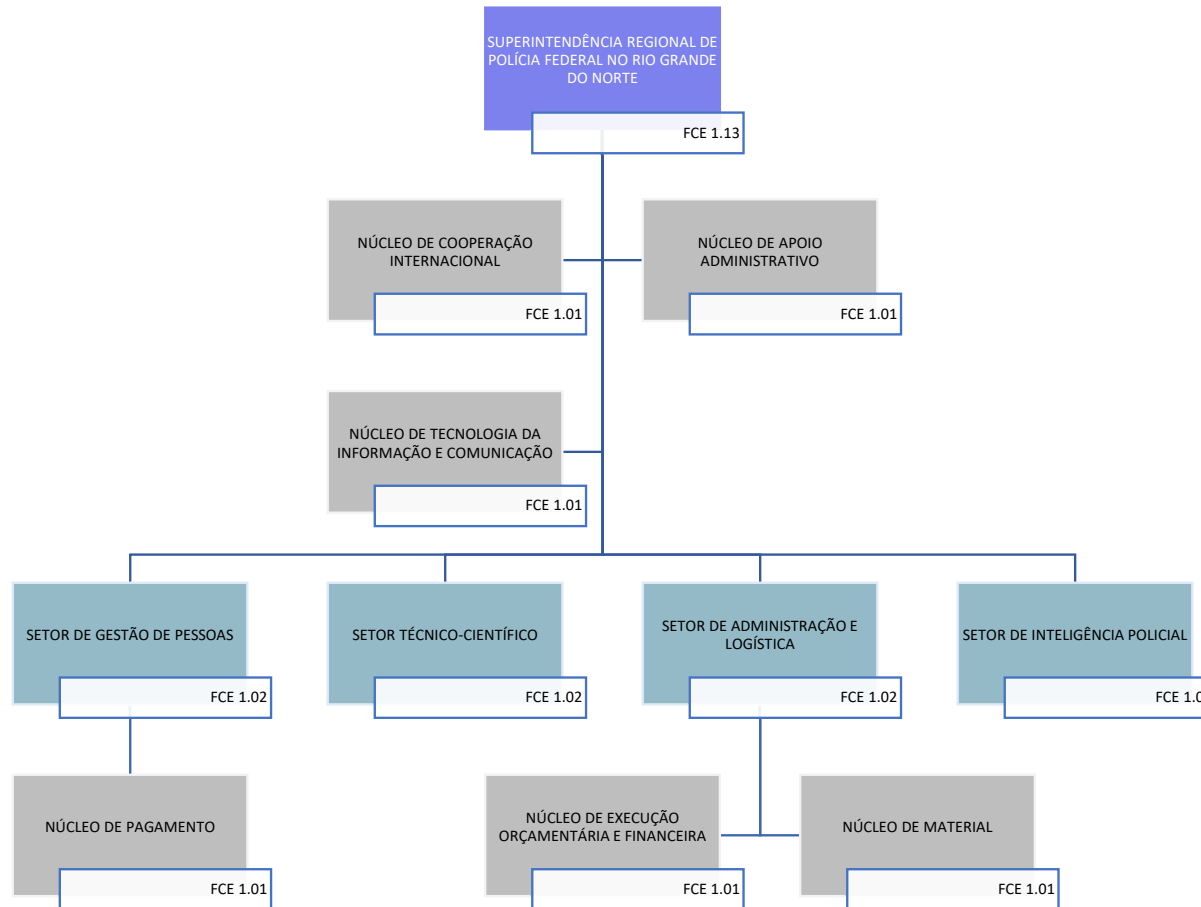 SUPERINTENDÊNCIA REGIONAL DE
POLÍCIA FEDERAL NO RIO GRANDE
DO NORTE
FCE 1.13
NÚCLEO DE COOPERAÇÃO
INTERNACIONAL
FCE 1.01
NÚCLEO DE APOIO
ADMINISTRATIVO
FCE 1.01
NÚCLEO DE TECNOLOGIA DA
INFORMAÇÃO E COMUNICAÇÃO
FCE 1.01
SETOR DE GESTÃO DE PESSOAS
FCE 1.02
SETOR TÉCNICO-CIENTÍFICO
FCE 1.02
SETOR DE ADMINISTRAÇÃO E
LOGÍSTICA
FCE 1.02
SETOR DE INTELIGÊNCIA POLICIAL
FCE
NÚCLEO DE PAGAMENTO
FCE 1.01
NÚCLEO DE EXECUÇÃO
ORÇAMENTÁRIA E FINANCEIRA
FCE 1.01
NÚCLEO DE MATERIAL
FCE 1.01